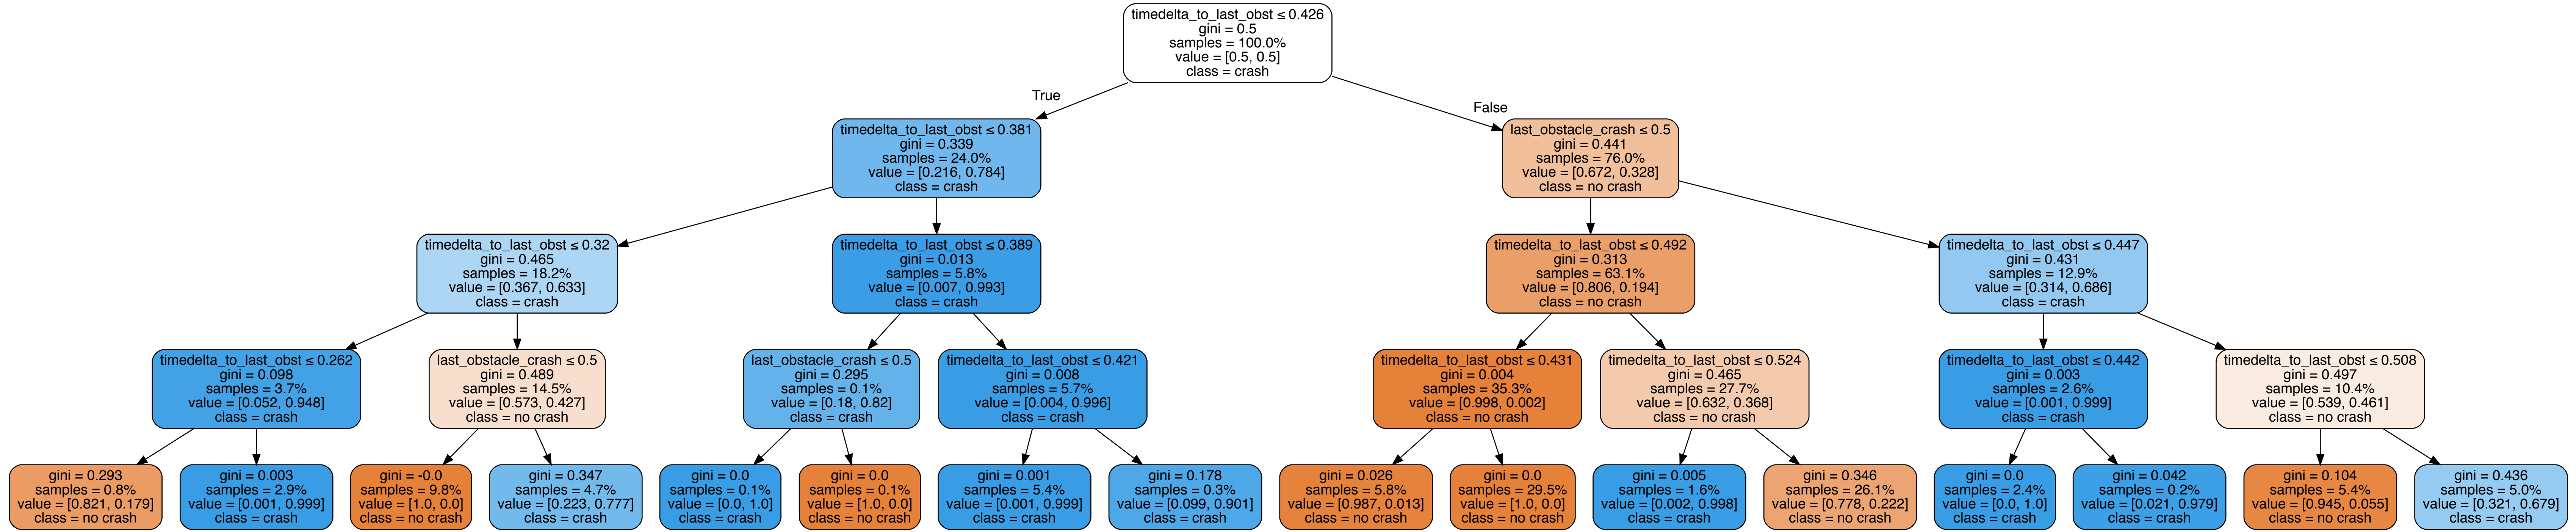 timedelta_to_last_obst ≤ 0.426
gini = 0.5
samples = 100.0%
value = [0.5, 0.5]
class = crash
True
False
timedelta_to_last_obst ≤ 0.381
gini = 0.339
samples = 24.0%
value = [0.216, 0.784]
class = crash
last_obstacle_crash ≤ 0.5
gini = 0.441
samples = 76.0%
value = [0.672, 0.328]
class = no crash
timedelta_to_last_obst ≤ 0.32
gini = 0.465
samples = 18.2%
value = [0.367, 0.633]
class = crash
timedelta_to_last_obst ≤ 0.389
gini = 0.013
samples = 5.8%
value = [0.007, 0.993]
class = crash
timedelta_to_last_obst ≤ 0.492
gini = 0.313
samples = 63.1%
value = [0.806, 0.194]
class = no crash
timedelta_to_last_obst ≤ 0.447
gini = 0.431
samples = 12.9%
value = [0.314, 0.686]
class = crash
timedelta_to_last_obst ≤ 0.262
gini = 0.098
samples = 3.7%
value = [0.052, 0.948]
class = crash
last_obstacle_crash ≤ 0.5
gini = 0.489
samples = 14.5%
value = [0.573, 0.427]
class = no crash
last_obstacle_crash ≤ 0.5
gini = 0.295
samples = 0.1%
value = [0.18, 0.82]
class = crash
timedelta_to_last_obst ≤ 0.421
gini = 0.008
samples = 5.7%
value = [0.004, 0.996]
class = crash
timedelta_to_last_obst ≤ 0.431
gini = 0.004
samples = 35.3%
value = [0.998, 0.002]
class = no crash
timedelta_to_last_obst ≤ 0.524
gini = 0.465
samples = 27.7%
value = [0.632, 0.368]
class = no crash
timedelta_to_last_obst ≤ 0.442
gini = 0.003
samples = 2.6%
value = [0.001, 0.999]
class = crash
timedelta_to_last_obst ≤ 0.508
gini = 0.497
samples = 10.4%
value = [0.539, 0.461]
class = no crash
gini = 0.293
samples = 0.8%
value = [0.821, 0.179]
class = no crash
gini = 0.003
samples = 2.9%
value = [0.001, 0.999]
class = crash
gini = -0.0
samples = 9.8%
value = [1.0, 0.0]
class = no crash
gini = 0.347
samples = 4.7%
value = [0.223, 0.777]
class = crash
gini = 0.0
samples = 0.1%
value = [0.0, 1.0]
class = crash
gini = 0.0
samples = 0.1%
value = [1.0, 0.0]
class = no crash
gini = 0.001
samples = 5.4%
value = [0.001, 0.999]
class = crash
gini = 0.178
samples = 0.3%
value = [0.099, 0.901]
class = crash
gini = 0.026
samples = 5.8%
value = [0.987, 0.013]
class = no crash
gini = 0.0
samples = 29.5%
value = [1.0, 0.0]
class = no crash
gini = 0.005
samples = 1.6%
value = [0.002, 0.998]
class = crash
gini = 0.346
samples = 26.1%
value = [0.778, 0.222]
class = no crash
gini = 0.0
samples = 2.4%
value = [0.0, 1.0]
class = crash
gini = 0.042
samples = 0.2%
value = [0.021, 0.979]
class = crash
gini = 0.104
samples = 5.4%
value = [0.945, 0.055]
class = no crash
gini = 0.436
samples = 5.0%
value = [0.321, 0.679]
class = crash